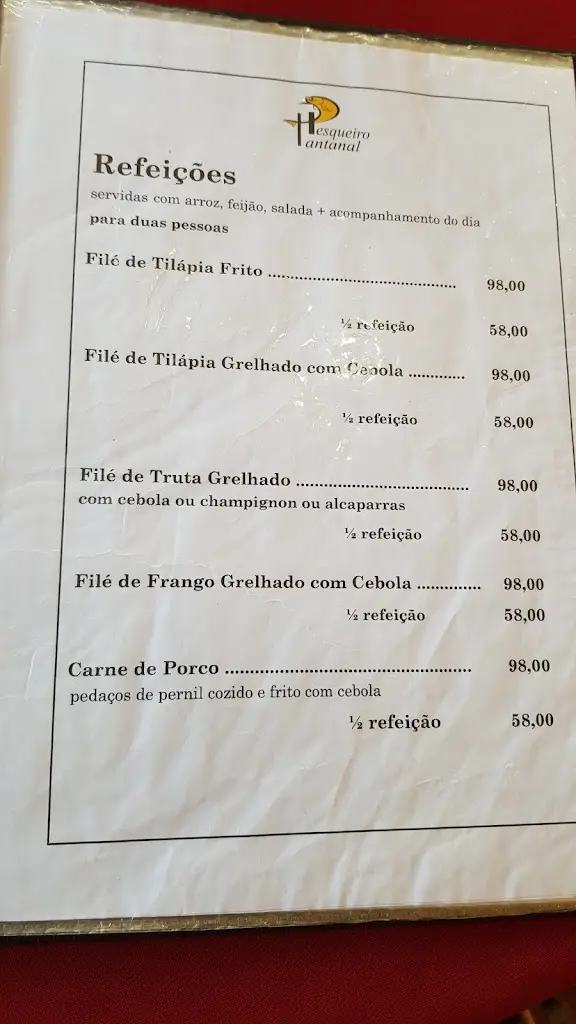 Pesqueiro
Pantanal
Refeições
servidas com arroz, feijão, salada + acompanhamento do dia
para duas pessoas
Filé de Tilápia Frito ............................................. 98,00
½ refeição 58,00
Filé de Tilápia Grelhado com Cebola ............. 98,00
½ refeição 58,00
Filé de Truta Grelhado ....................................... 98,00
com cebola ou champignon ou alcaparras
½ refeição 58,00
Filé de Frango Grelhado com Cebola .............. 98,00
½ refeição 58,00
Carne de Porco .................................................. 98,00
pedaços de pernil cozido e frito com cebola
½ refeição 58,00